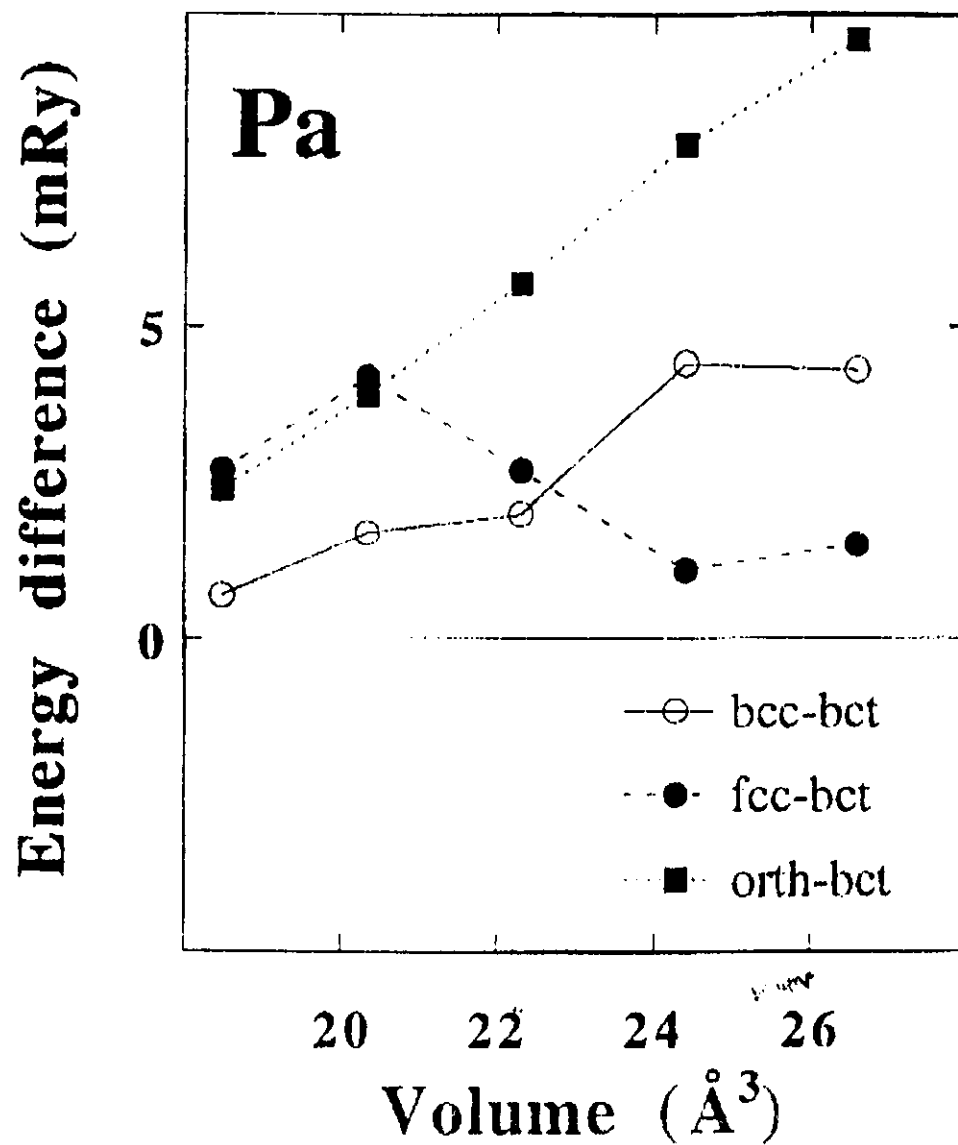 Pa
Energy difference (mRy)
5
0
bcc-bct
fcc-bct
orth-bct
20 22 24 26
Volume (Å³)